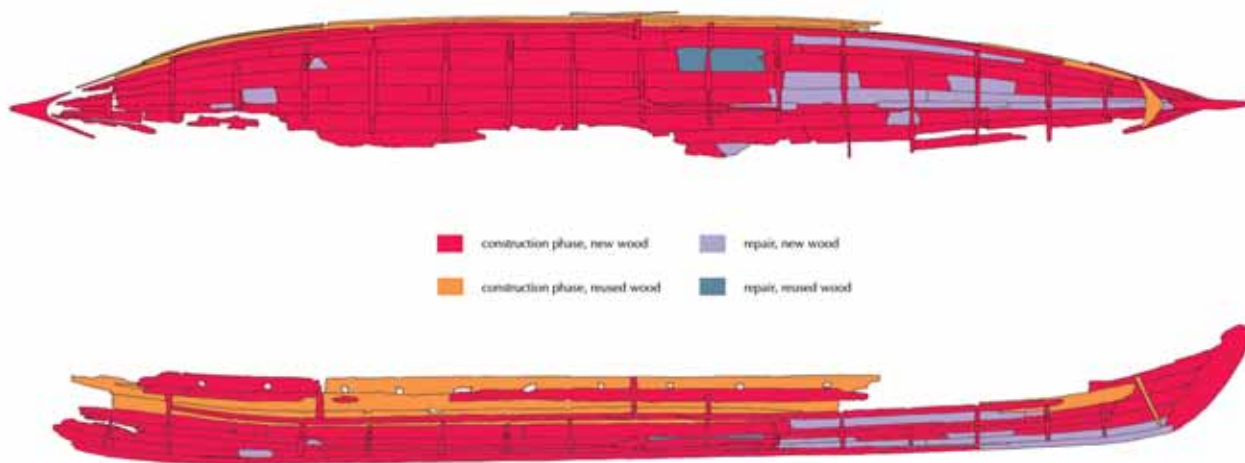 construction phase, new wood
repair, new wood
construction phase, reused wood
repair, reused wood